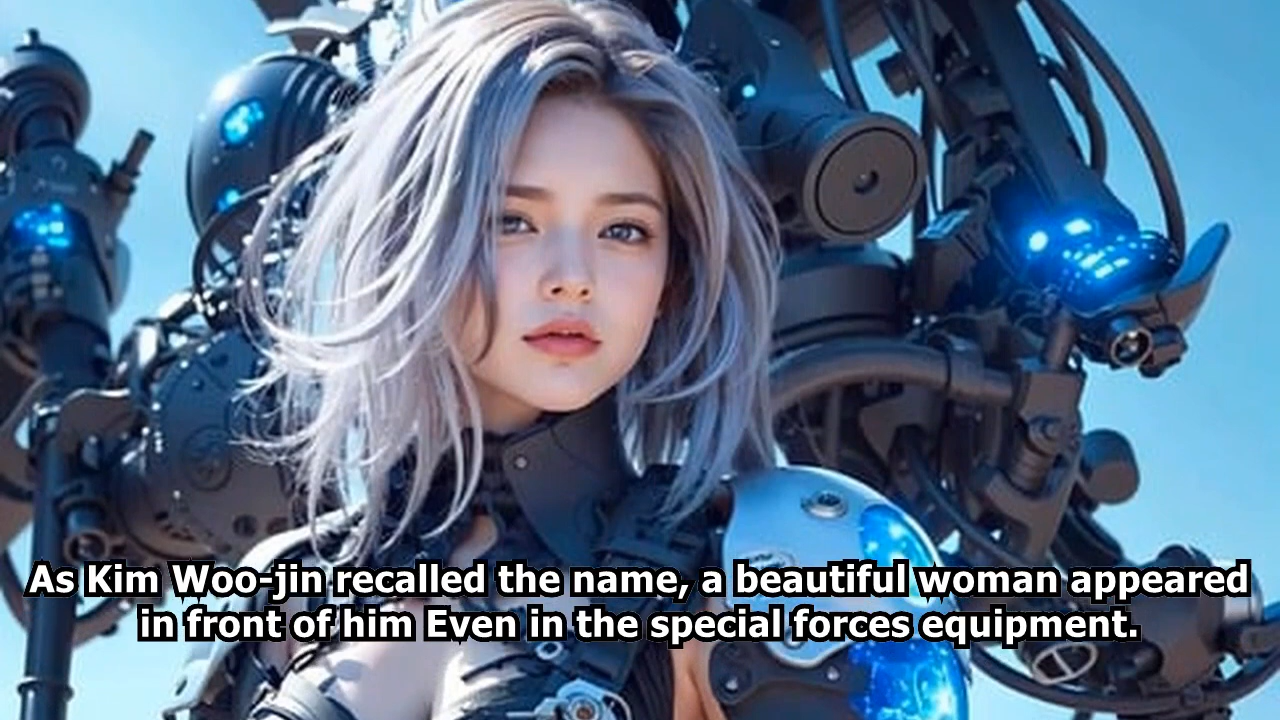 As Kim Woo-jin recalled the name, a beautiful woman appeared
in front of him Even in the special forces equipment.